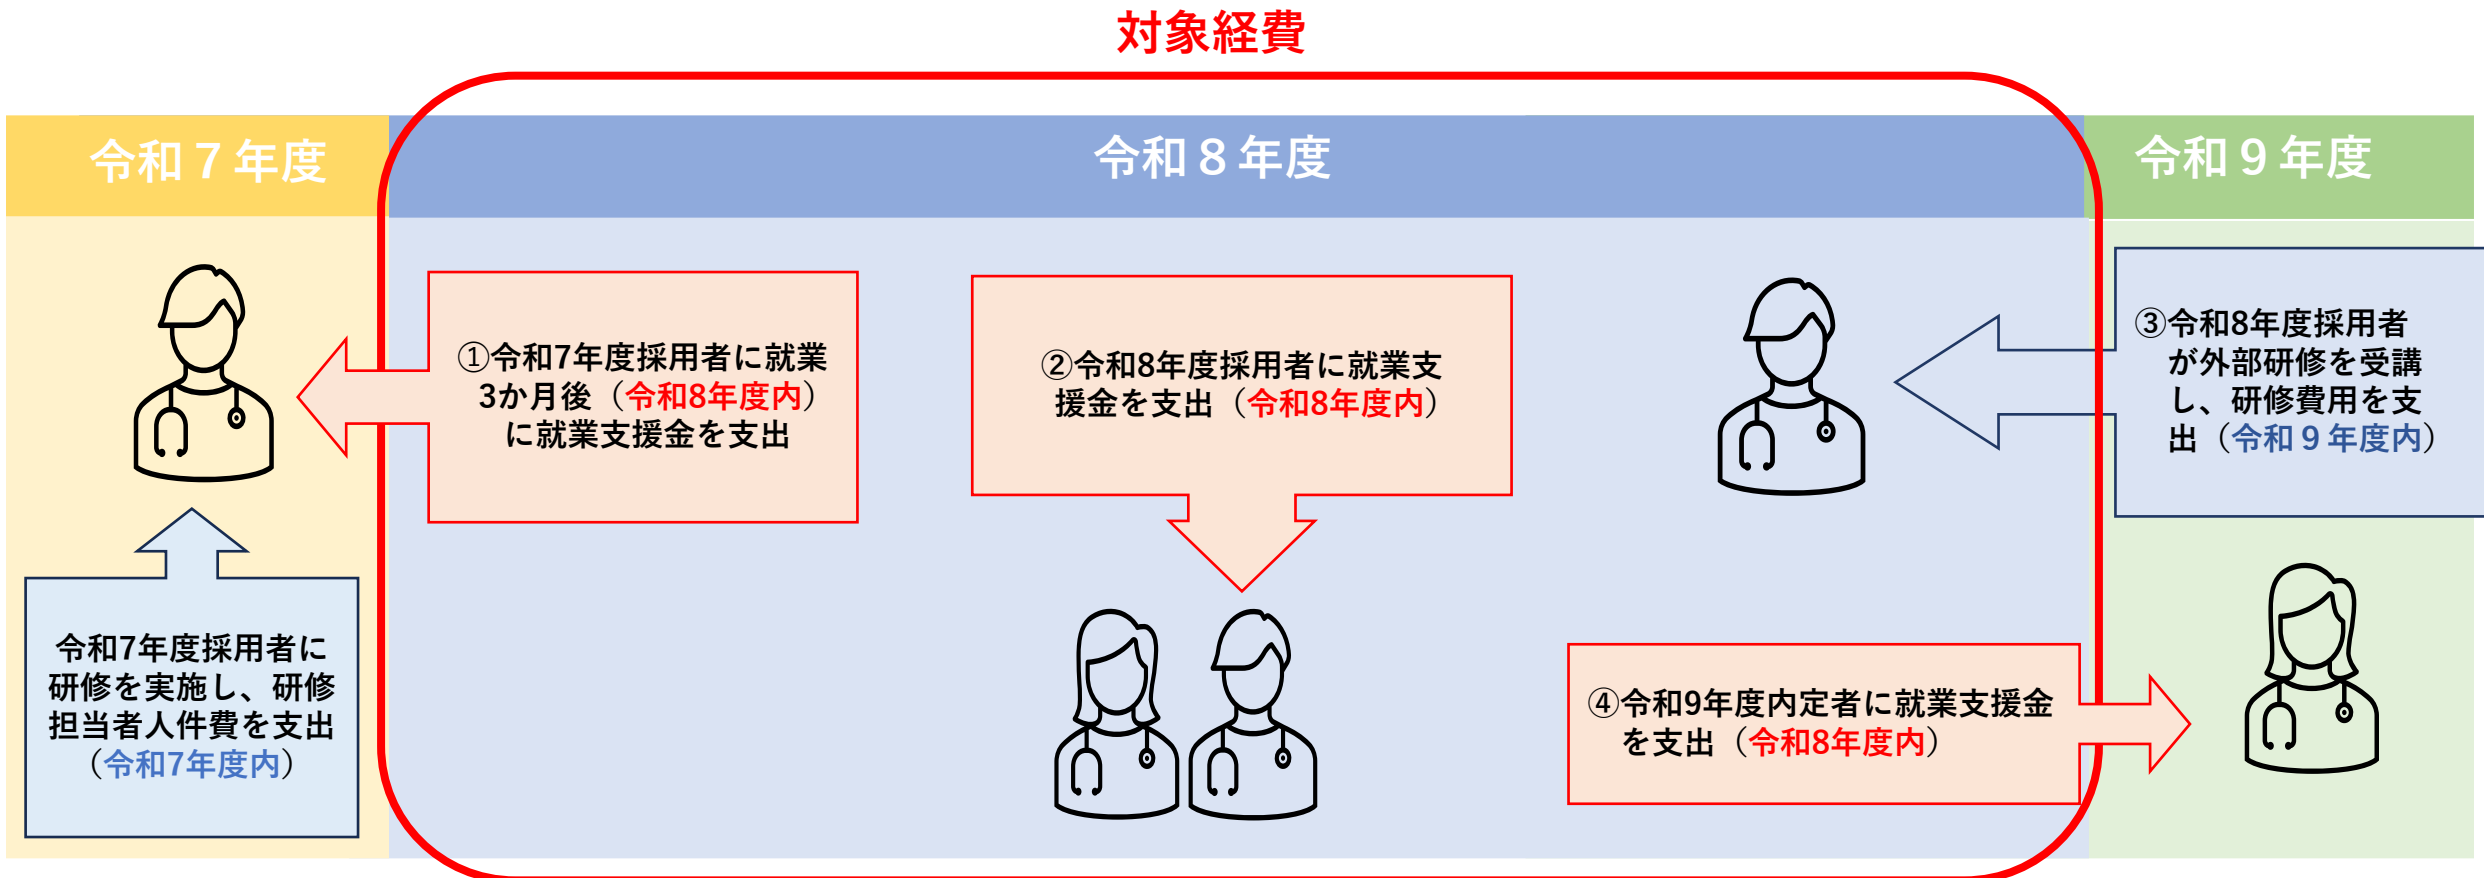 対象経費
令和７年度
令和８年度
令和９年度
①令和7年度採用者に就業
3か月後（令和8年度内）
に就業支援金を支出
②令和8年度採用者に就業支
援金を支出（令和8年度内）
③令和8年度採用者
が外部研修を受講
し、研修費用を支
出（令和９年度内）
令和7年度採用者に
研修を実施し、研修
担当者人件費を支出
（令和7年度内）
④令和9年度内定者に就業支援金
を支出（令和8年度内）